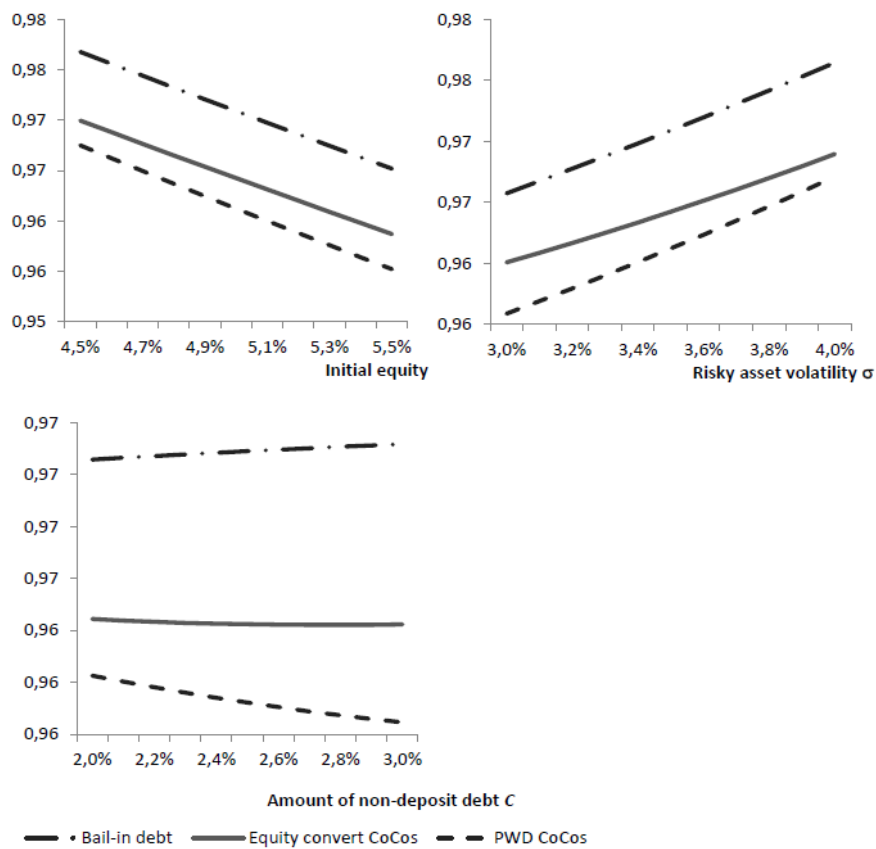 0,98
0,98
0,97
0,97
0,96
0,96
0,95
4,5% 4,7% 4,9% 5,1% 5,3% 5,5%
Initial equity
0,98
0,98
0,97
0,97
0,96
0,96
3,0% 3,2% 3,4% 3,6% 3,8% 4,0%
Risky asset volatility σ
0,97
0,97
0,97
0,97
0,96
0,96
0,96
2,0% 2,2% 2,4% 2,6% 2,8% 3,0%
Amount of non-deposit debt C
Bail-in debt Equity convert CoCos PWD CoCos